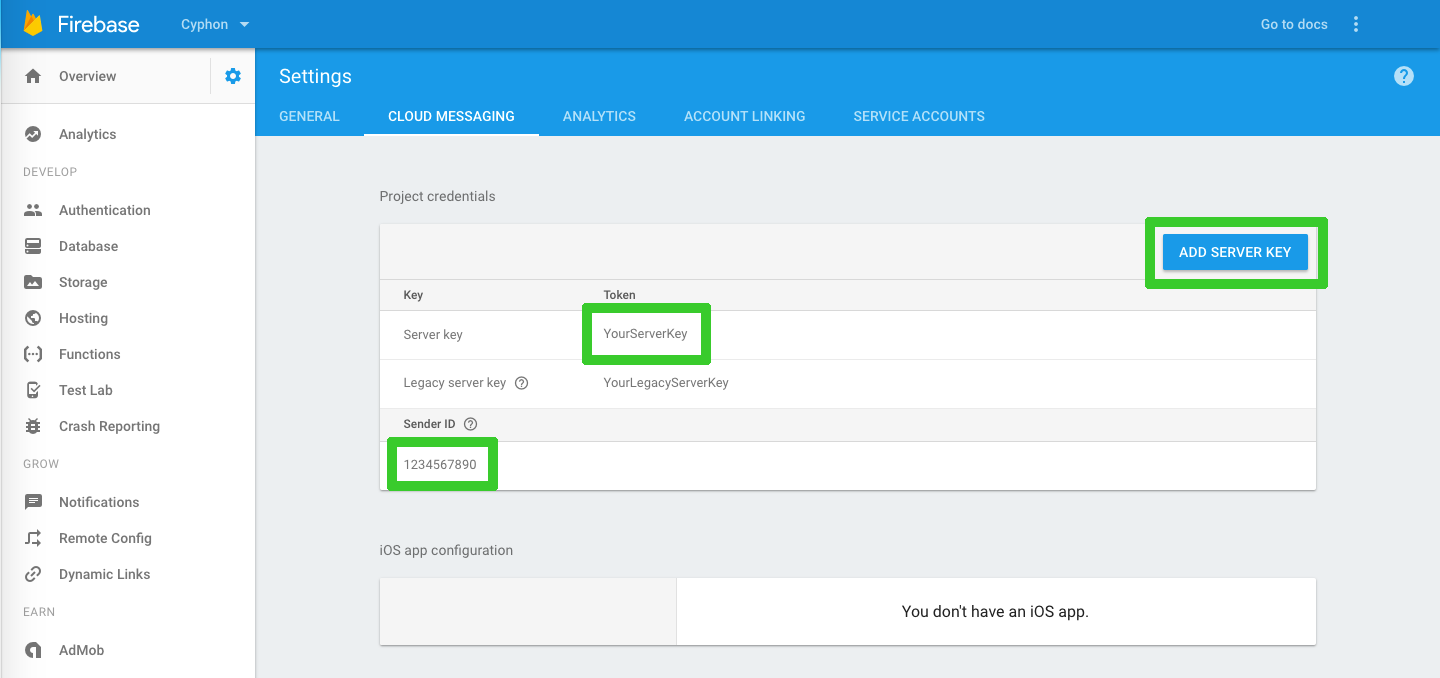 Firebase
Cyphon
Go to docs
Overview
Settings
GENERAL
CLOUD MESSAGING
ANALYTICS
ACCOUNT LINKING
SERVICE ACCOUNTS
Analytics
DEVELOP
Authentication
Database
Storage
Hosting
Functions
Test Lab
Crash Reporting
GROW
Notifications
Remote Config
Dynamic Links
EARN
AdMob
Project credentials
ADD SERVER KEY
Key Token
Server key YourServerKey
Legacy server key ? YourLegacyServerKey
Sender ID ?
1234567890
iOS app configuration
You don't have an iOS app.